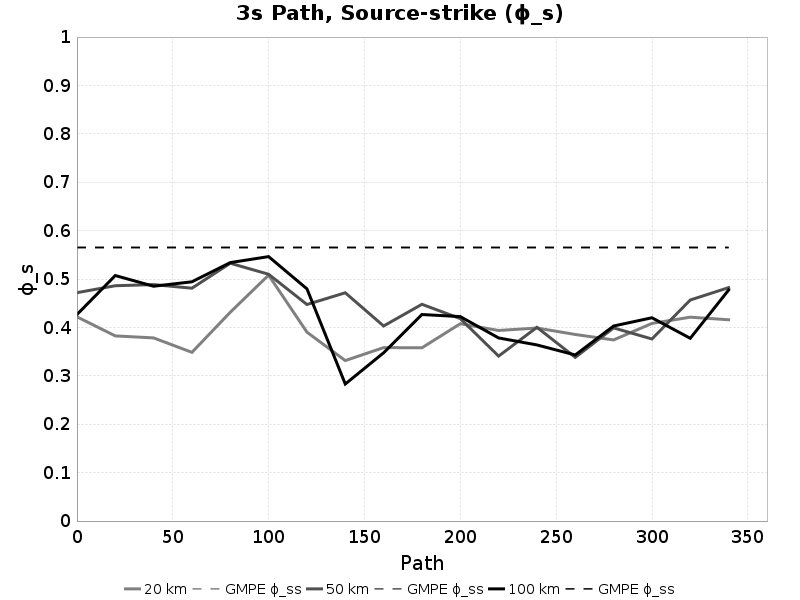 3s Path, Source-strike (ϕ_s)
1
0.9
0.8
0.7
0.6
0.5
0.4
0.3
0.2
0.1
0
ϕ_s
0 50 100 150 200 250 300 350
Path
20 km GMPE ϕ_ss 50 km GMPE ϕ_ss 100 km GMPE ϕ_ss